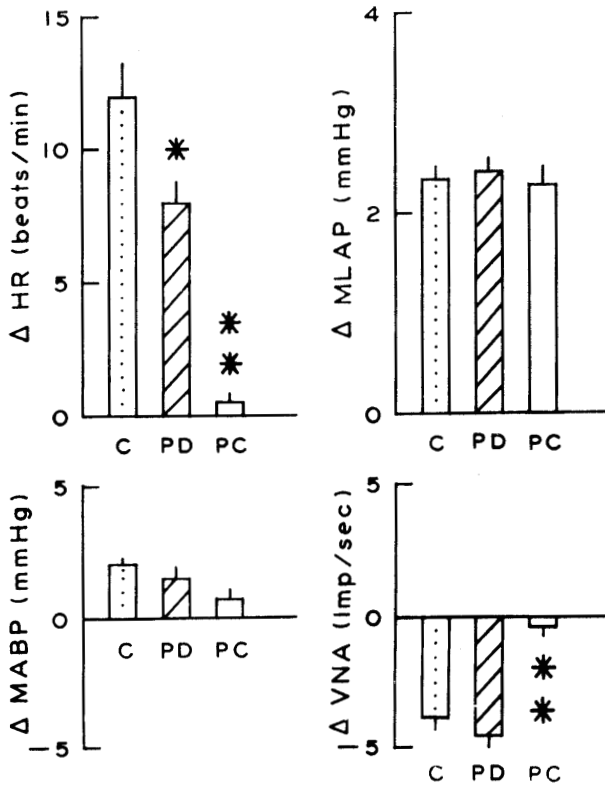 Δ HR (beats/min)
15
10
5
0
*
*
*
C PD PC
Δ MLAP (mmHg)
4
2
0
C PD PC
Δ MABP (mmHg)
5
0
-5
C PD PC
Δ VNA (Imp/sec)
5
0
-5
*
*
C PD PC